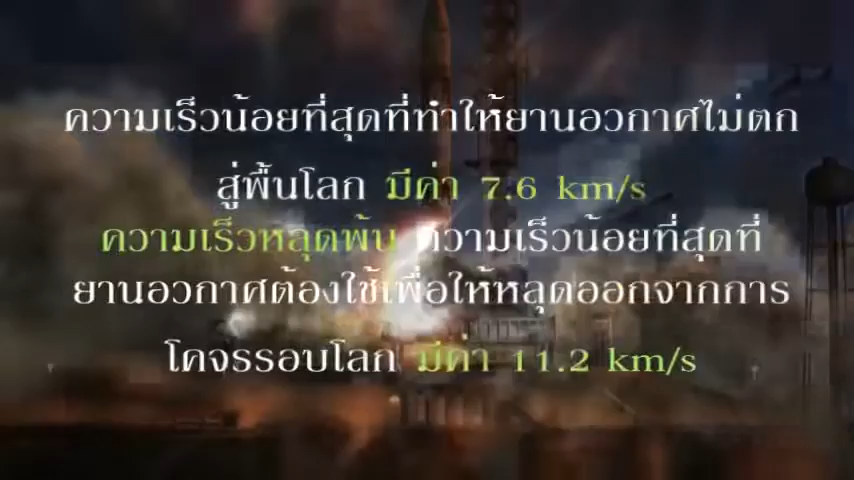 ความเร็วน้อยที่สุดที่ทำให้ยานอวกาศไม่ตก
สู่พื้นโลก มีค่า 7.6 km/s
ความเร็วหลุดพ้น ความเร็วน้อยที่สุดที่
ยานอวกาศต้องใช้เพื่อให้หลุดออกจากการ
โคจรรอบโลก มีค่า 11.2 km/s